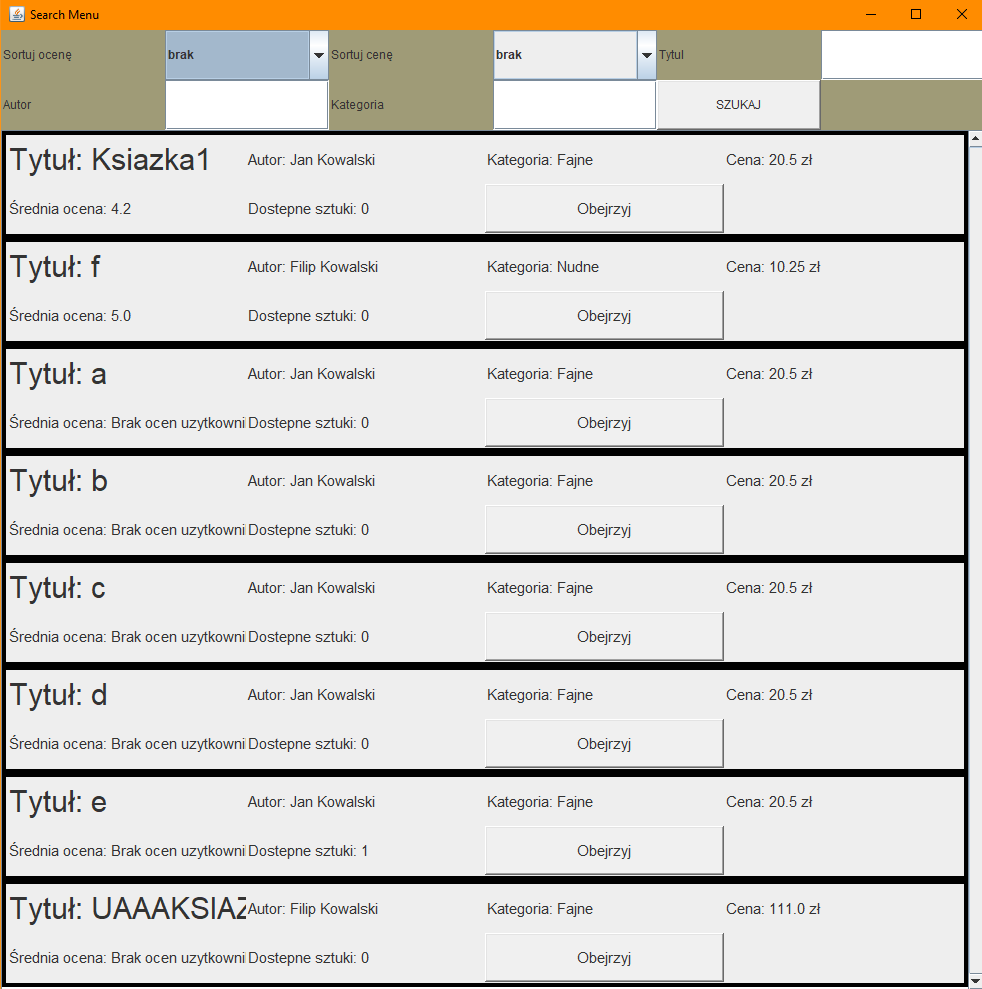 Search Menu
Sortuj ocenę brak Sortuj cenę brak Tytul
Autor Kategoria SZUKAJ
Tytuł: Ksiazka1 Autor: Jan Kowalski Kategoria: Fajne Cena: 20.5 zł
Średnia ocena: 4.2 Dostepne sztuki: 0 Obejrzyj
Tytuł: f Autor: Filip Kowalski Kategoria: Nudne Cena: 10.25 zł
Średnia ocena: 5.0 Dostepne sztuki: 0 Obejrzyj
Tytuł: a Autor: Jan Kowalski Kategoria: Fajne Cena: 20.5 zł
Średnia ocena: Brak ocen uzytkowni Dostepne sztuki: 0 Obejrzyj
Tytuł: b Autor: Jan Kowalski Kategoria: Fajne Cena: 20.5 zł
Średnia ocena: Brak ocen uzytkowni Dostepne sztuki: 0 Obejrzyj
Tytuł: c Autor: Jan Kowalski Kategoria: Fajne Cena: 20.5 zł
Średnia ocena: Brak ocen uzytkowni Dostepne sztuki: 0 Obejrzyj
Tytuł: d Autor: Jan Kowalski Kategoria: Fajne Cena: 20.5 zł
Średnia ocena: Brak ocen uzytkowni Dostepne sztuki: 0 Obejrzyj
Tytuł: e Autor: Jan Kowalski Kategoria: Fajne Cena: 20.5 zł
Średnia ocena: Brak ocen uzytkowni Dostepne sztuki: 1 Obejrzyj
Tytuł: UAAAKSIAZ Autor: Filip Kowalski Kategoria: Fajne Cena: 111.0 zł
Średnia ocena: Brak ocen uzytkowni Dostepne sztuki: 0 Obejrzyj